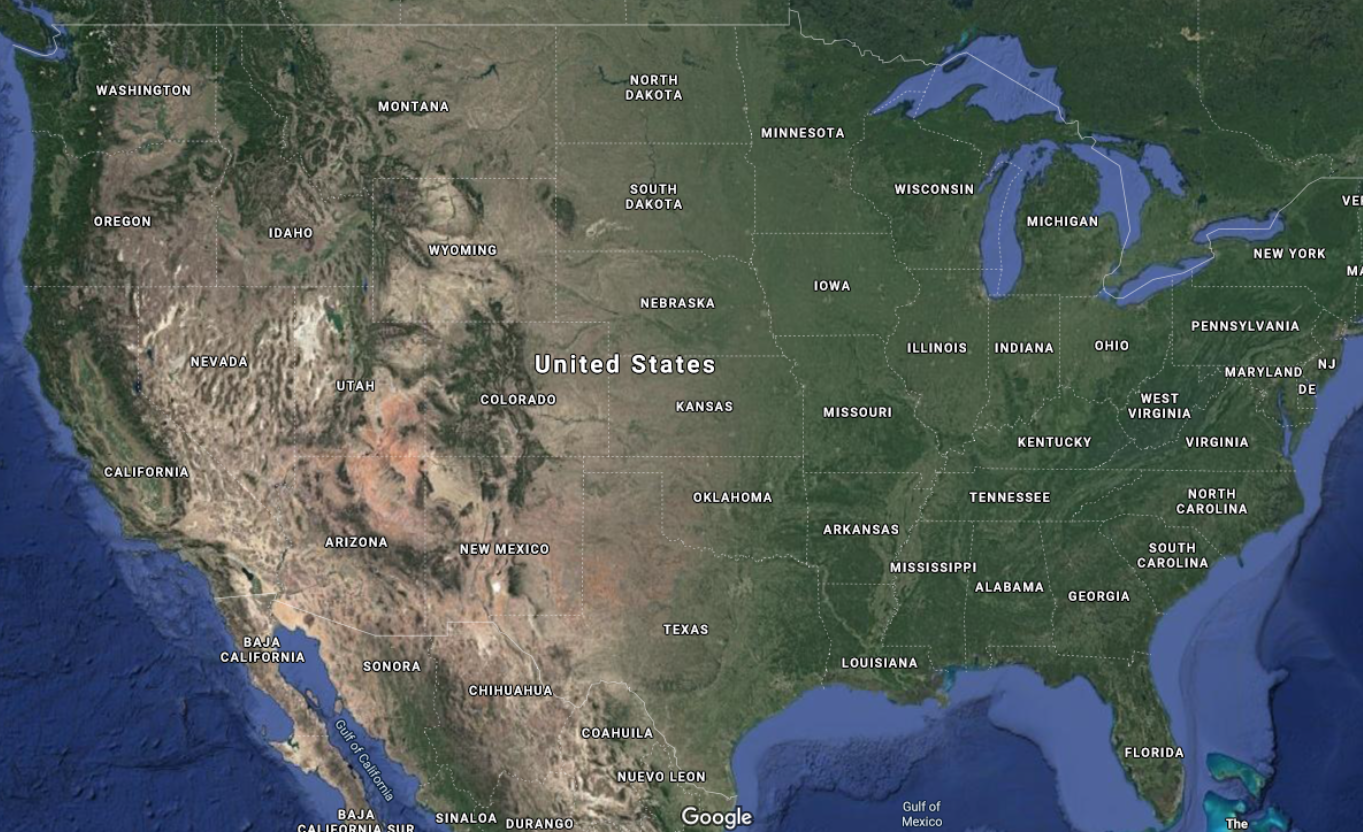 WASHINGTON
MONTANA
NORTH
DAKOTA
MINNESOTA
OREGON
IDAHO
WYOMING
SOUTH
DAKOTA
WISCONSIN
MICHIGAN
NEW YORK
NEVADA
UTAH
COLORADO
NEBRASKA
IOWA
United States
KANSAS
MISSOURI
ILLINOIS
INDIANA
OHIO
PENNSYLVANIA
MARYLAND
NJ
DE
WEST
VIRGINIA
VIRGINIA
KENTUCKY
CALIFORNIA
ARIZONA
NEW MEXICO
OKLAHOMA
ARKANSAS
TENNESSEE
NORTH
CAROLINA
SOUTH
CAROLINA
MISSISSIPPI
ALABAMA
GEORGIA
TEXAS
LOUISIANA
FLORIDA
BAJA
CALIFORNIA
SONORA
CHIHUAHUA
COAHUILA
NUEVO LEON
Gulf of California
BAJA
CALIFORNIA SUR
SINALOA
DURANGO
Google
Gulf of
Mexico
The